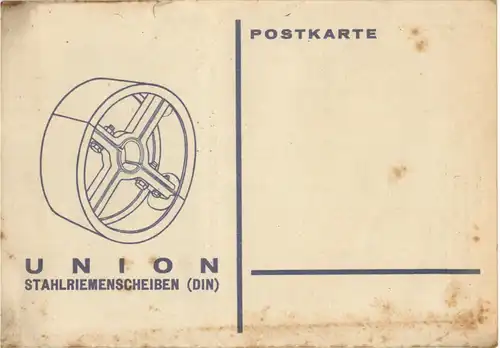 POSTKARTE
UNION
STAHLRIEMENSCHEIBEN (DIN)